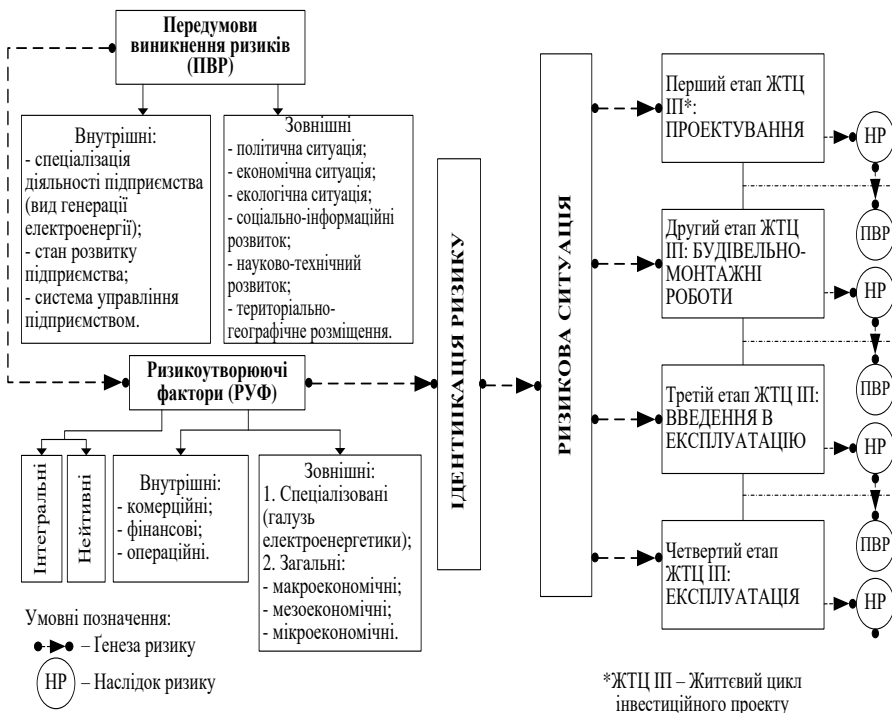 Передумови
виникнення ризиків
(ПВР)
Внутрішні:
- спеціалізація
діяльності підприємства
(вид генерації
електроенергії);
- стан розвитку
підприємства;
- система управління
підприємством.
Зовнішні
- політична ситуація;
- економічна ситуація;
- екологічна ситуація;
- соціально-інформаційні
розвиток;
- науково-технічний
розвиток;
- територіально-
географічне розміщення.
Ризикоутворюючі
фактори (РУФ)
Інтегральні
Нейтивні
Внутрішні:
- комерційні;
- фінансові;
- операційні.
Зовнішні:
1. Спеціалізовані
(галузь
електроенергетики);
2. Загальні:
- макроекономічні;
- мезоекономічні;
- мікроекономічні.
ІДЕНТИІКАЦІЯ РИЗИКУ
РИЗИКОВА СИТУАЦІЯ
Перший етап ЖТЦ
ІП*:
ПРОЕКТУВАННЯ
НР
ПВР
Другий етап ЖТЦ
ІП: БУДІВЕЛЬНО-
МОНТАЖНІ
РОБОТИ
НР
ПВР
Третій етап ЖТЦ ІП:
ВВЕДЕННЯ В
ЕКСПЛУАТАЦІЮ
НР
ПВР
Четвертий етап
ЖТЦ ІП:
ЕКСПЛУАТАЦІЯ
НР
Умовні позначення:
– Ґенеза ризику
НР – Наслідок ризику
*ЖТЦ ІП – Життєвий цикл
інвестиційного проекту